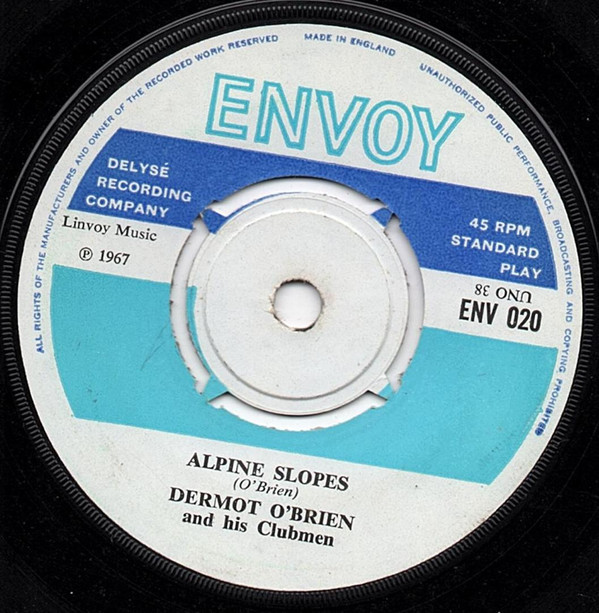 ALL RIGHTS OF THE MANUFACTURERS AND OWNER OF THE RECORDED WORK RESERVED
MADE IN ENGLAND
UNAUTHORIZED PUBLIC PERFORMANCE, BROADCASTING AND COPYING PROHIBITED
ENVOY
DELYSÉ
RECORDING
COMPANY
45 RPM
STANDARD
PLAY
Linvoy Music
℗ 1967
UNO 38
ENV 020
ALPINE SLOPES
(O'Brien)
DERMOT O'BRIEN
and his Clubmen